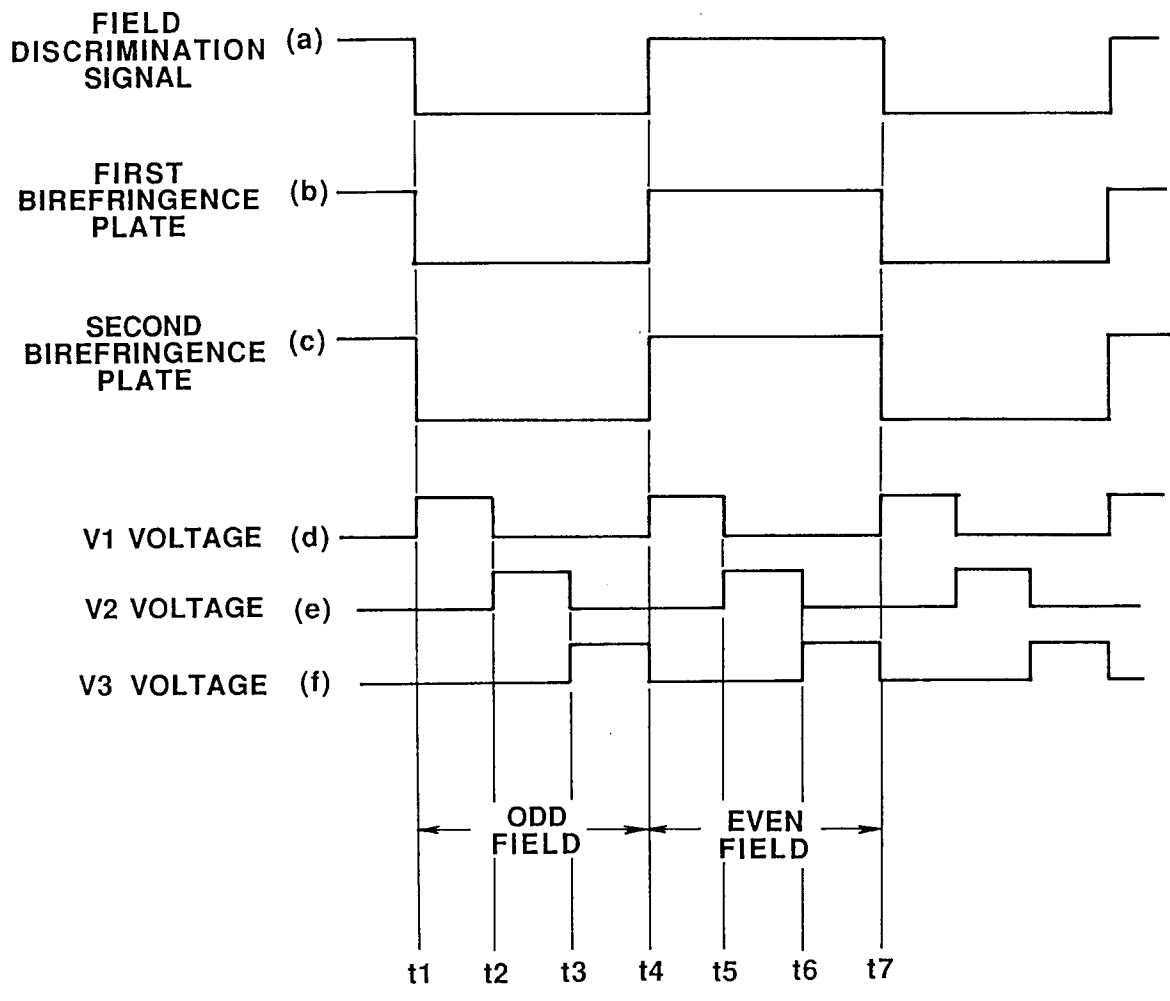 FIELD
DISCRIMINATION
SIGNAL
(a)
FIRST
BIREFRINGENCE
PLATE
(b)
SECOND
BIREFRINGENCE
PLATE
(c)
V1 VOLTAGE (d)
V2 VOLTAGE (e)
V3 VOLTAGE (f)
ODD
FIELD
EVEN
FIELD
t1 t2 t3 t4 t5 t6 t7